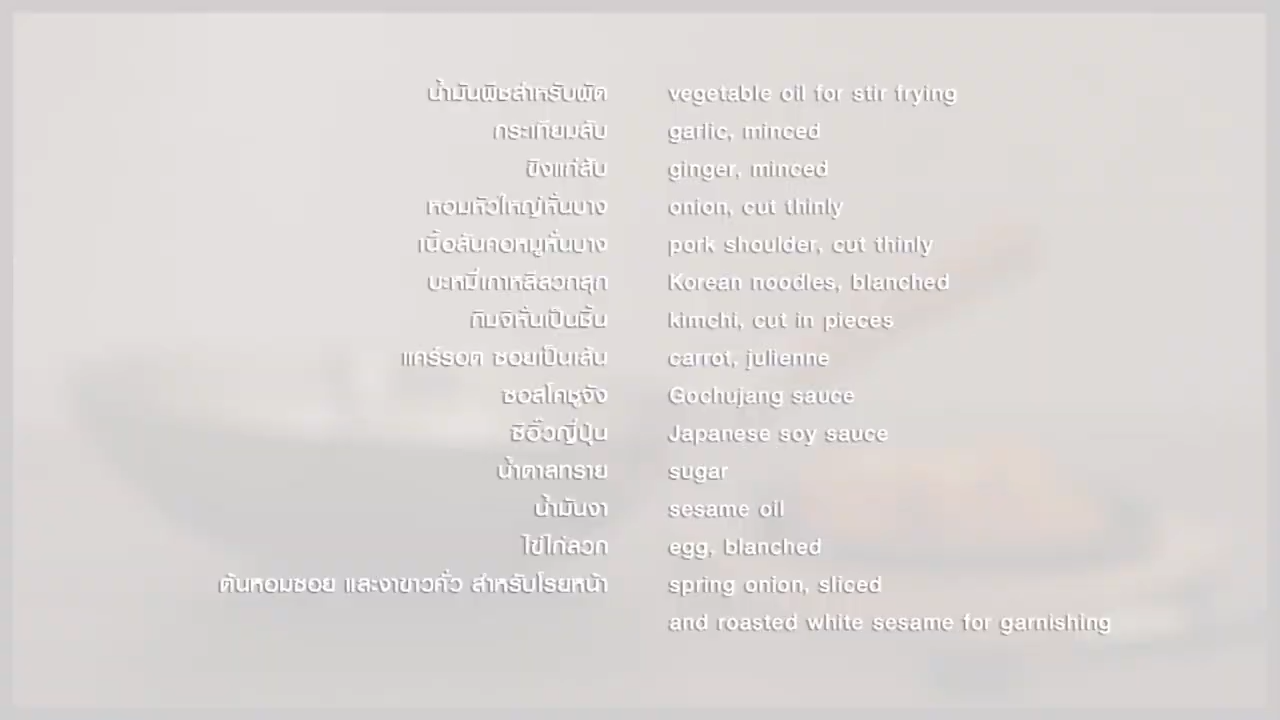 น้ำมันพืชสำหรับผัด vegetable oil for stir frying
กระเทียมสับ garlic, minced
ขิงแก่สับ ginger, minced
หอมหัวใหญ่หั่นบาง onion, cut thinly
เนื้อสันคอหมูหั่นบาง pork shoulder, cut thinly
บะหมี่เกาหลีลวกสุก Korean noodles, blanched
กิมจิหั่นเป็นชิ้น kimchi, cut in pieces
แคร์รอต ซอยเป็นเส้น carrot, julienne
ซอสโคชูจัง Gochujang sauce
ซิอิ๊วญี่ปุ่น Japanese soy sauce
น้ำตาลทราย sugar
น้ำมันงา sesame oil
ไข่ไก่ลวก egg, blanched
ต้นหอมซอย และงาขาวคั่ว สำหรับโรยหน้า spring onion, sliced
and roasted white sesame for garnishing